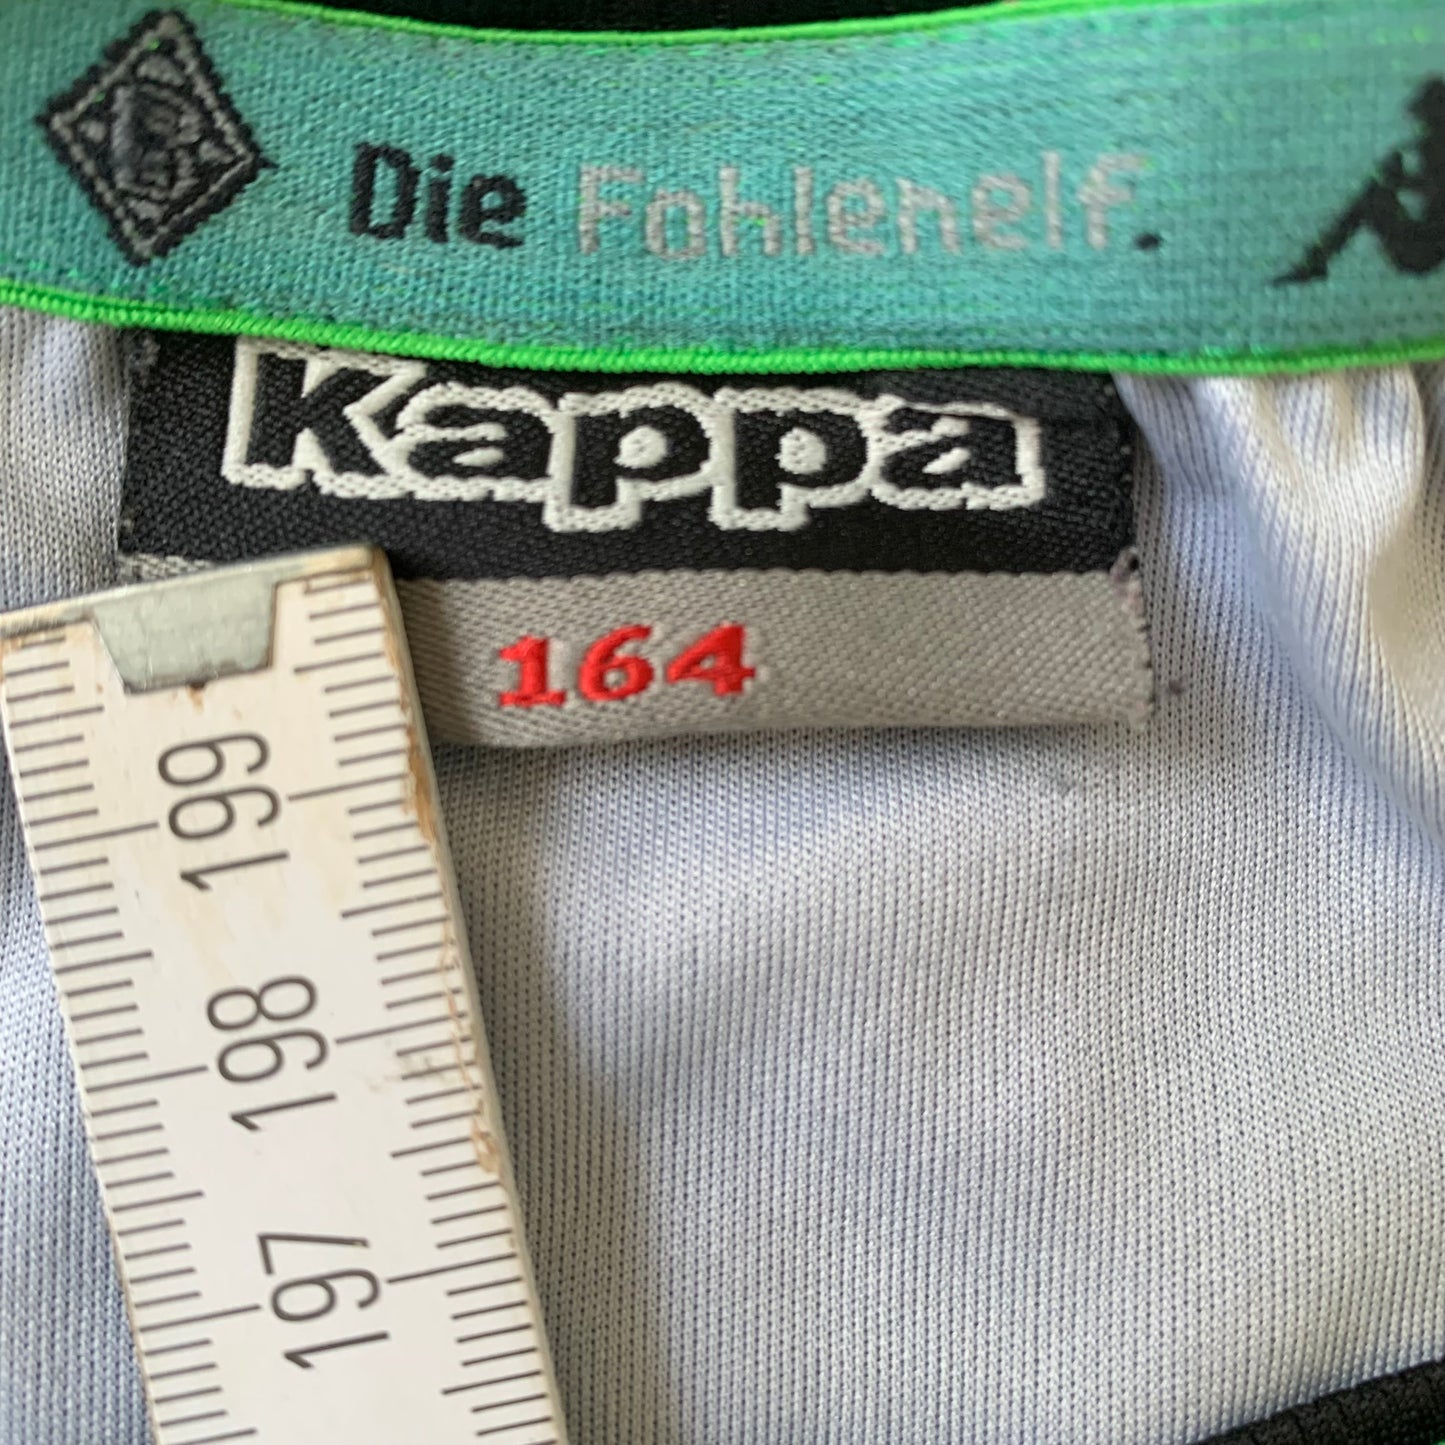 Die Fohlenelf.
Kappa
164
199
198
197